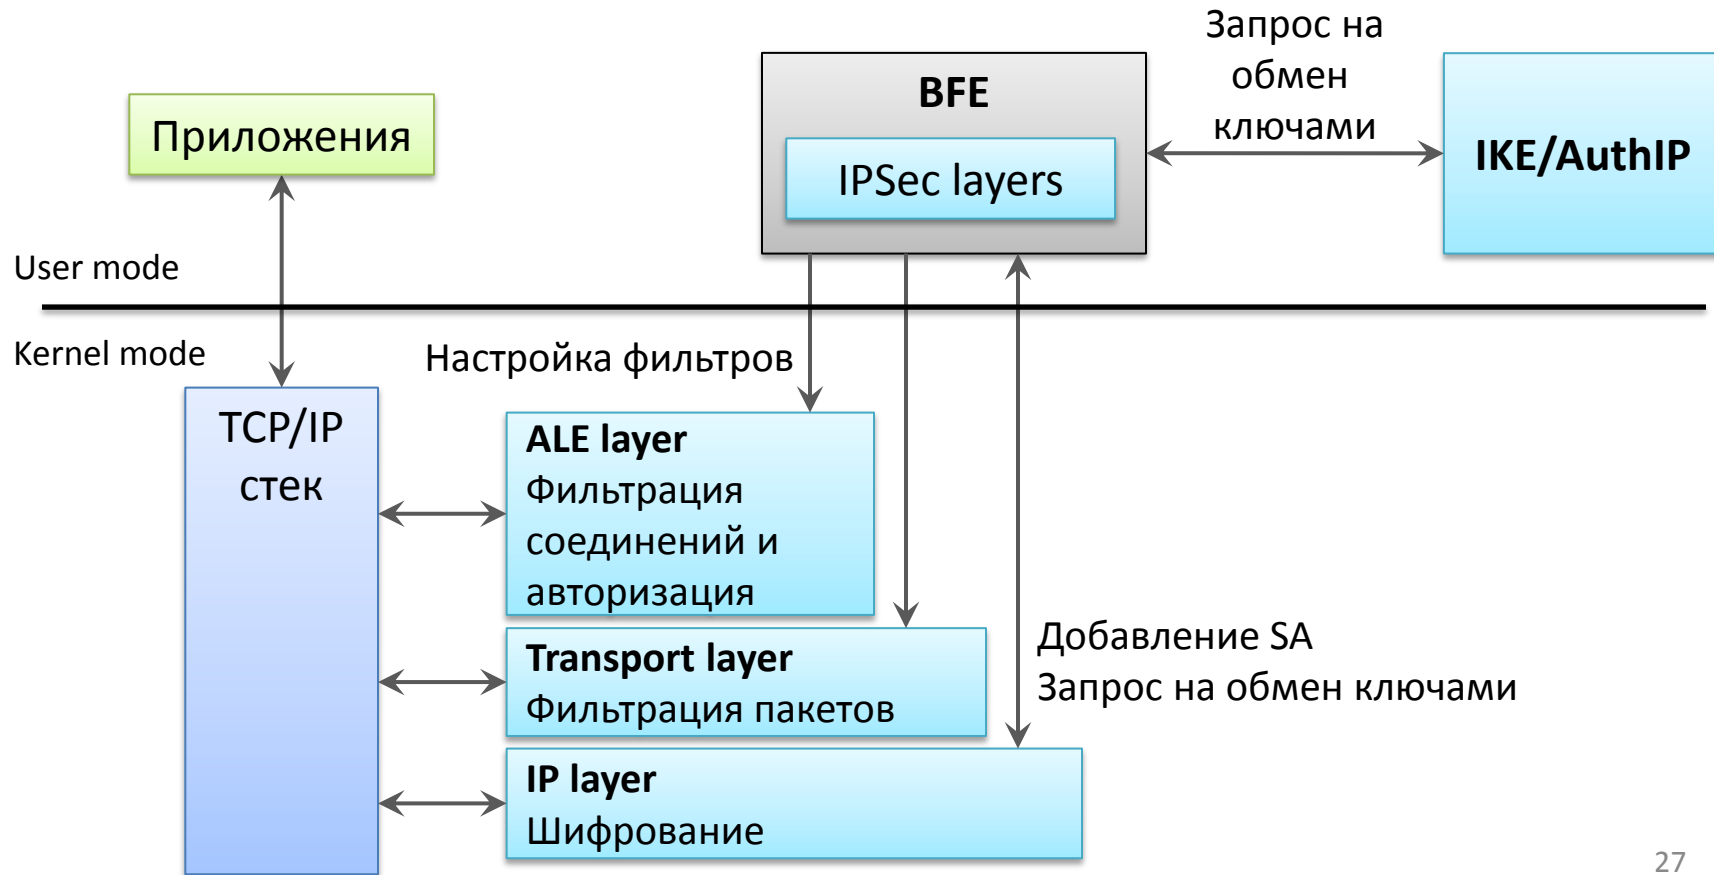 Запрос на
обмен
ключами
BFE
Приложения
IPSec layers
IKE/AuthIP
User mode
Kernel mode
Настройка фильтров
TCP/IP
стек
ALE layer
Фильтрация
соединений и
авторизация
Transport layer
Фильтрация пакетов
Добавление SA
Запрос на обмен ключами
IP layer
Шифрование
27